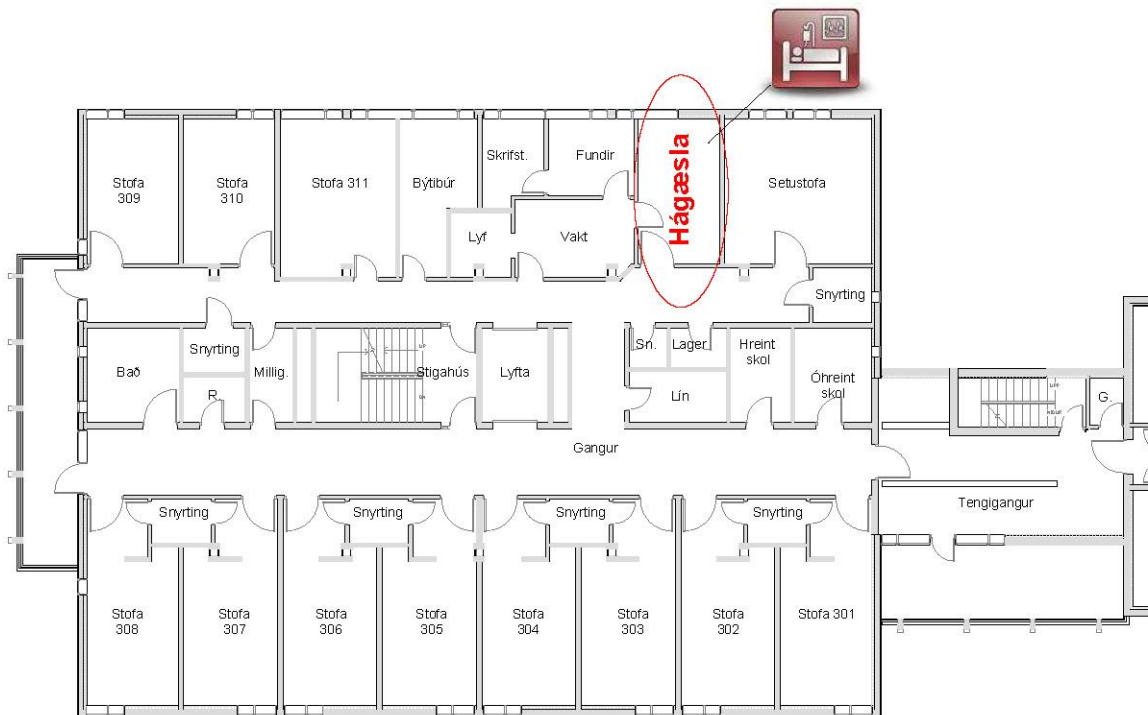 Stofa
309
Stofa
310
Stofa 311
Býtibúr
Skrifst.
Fundir
Hágæsla
Setustofa
Lyf
Vakt
Snyrting
Bað
Snyrting
R.
Millig.
Stigahús
Lyfta
Sn.
Lager
Lín
Hreint
skol
Óhreint
skol
G.
Gangur
Tengigangur
Snyrting
Snyrting
Snyrting
Snyrting
Stofa
308
Stofa
307
Stofa
306
Stofa
305
Stofa
304
Stofa
303
Stofa
302
Stofa 301